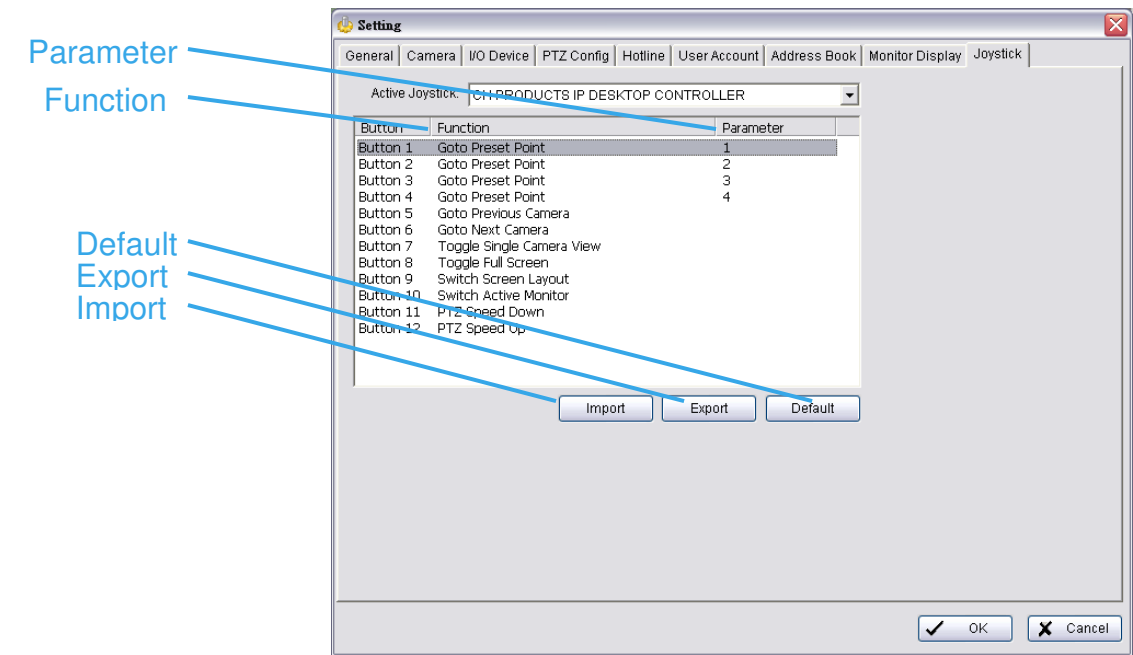 Setting
Parameter
Function
Default
Export
Import
General Camera I/O Device PTZ Config Hotline User Account Address Book Monitor Display Joystick
Active Joystick: CH PRODUCTS IP DESKTOP CONTROLLER
Button Function Parameter
Button 1 Goto Preset Point 1
Button 2 Goto Preset Point 2
Button 3 Goto Preset Point 3
Button 4 Goto Preset Point 4
Button 5 Goto Previous Camera
Button 6 Goto Next Camera
Button 7 Toggle Single Camera View
Button 8 Toggle Full Screen
Button 9 Switch Screen Layout
Button 10 Switch Active Monitor
Button 11 PTZ Speed Down
Button 12 PTZ Speed Up
Import Export Default
OK Cancel